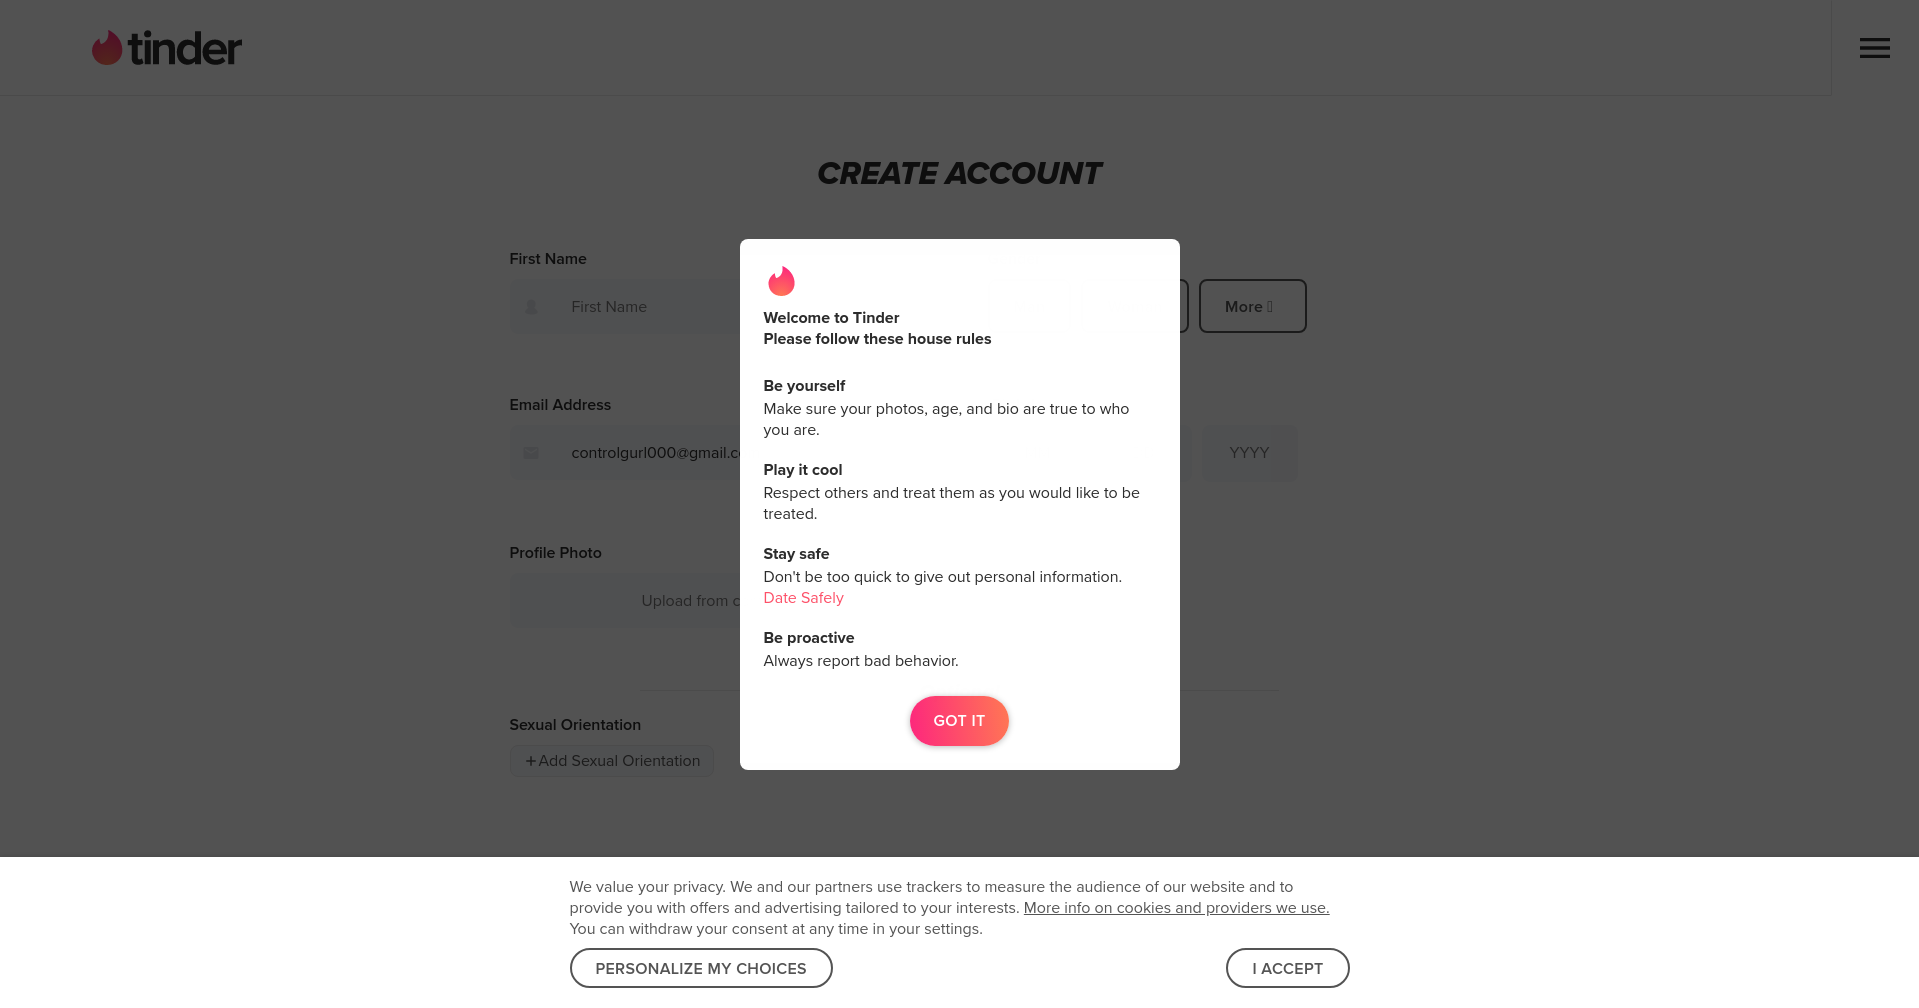 tinder
CREATE ACCOUNT
First Name
First Name
More
Email Address
controlgurl000@gmail.c
YYYY
Profile Photo
Upload from
Sexual Orientation
+Add Sexual Orientation
Welcome to Tinder
Please follow these house rules
Be yourself
Make sure your photos, age, and bio are true to who
you are.
Play it cool
Respect others and treat them as you would like to be
treated.
Stay safe
Don't be too quick to give out personal information.
Date Safely
Be proactive
Always report bad behavior.
GOT IT
We value your privacy. We and our partners use trackers to measure the audience of our website and to
provide you with offers and advertising tailored to your interests. More info on cookies and providers we use.
You can withdraw your consent at any time in your settings.
PERSONALIZE MY CHOICES
I ACCEPT